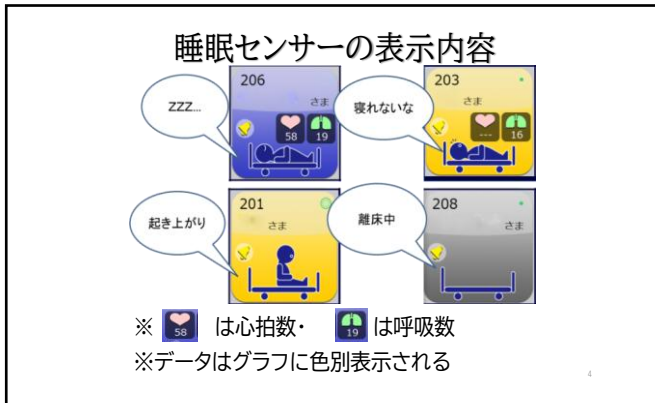 睡眠センサーの表示内容
206
さま
ZZZ...
58 19
203
さま
寝れないな
--- 16
201
さま
起き上がり
208
さま
離床中
※ 58 は心拍数・ 19 は呼吸数
※データはグラフに色別表示される
4